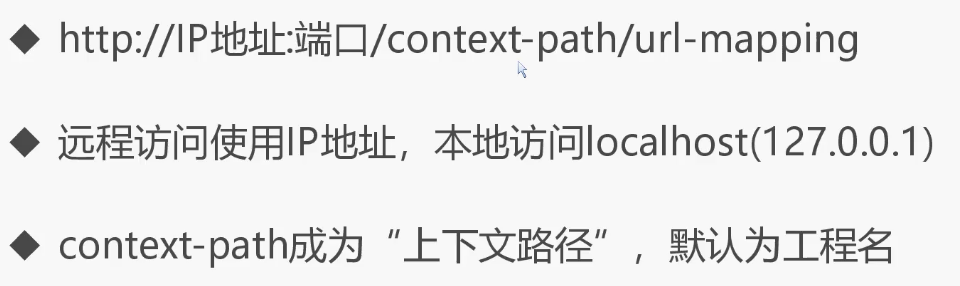 ◆ http://IP地址:端口/context-path/url-mapping
◆ 远程访问使用IP地址，本地访问localhost(127.0.0.1)
◆ context-path成为“上下文路径”，默认为工程名